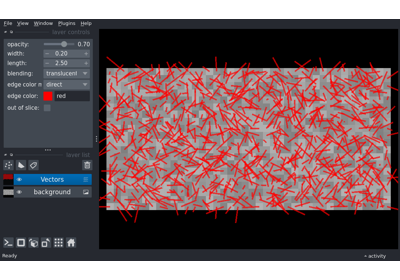 File View Window Plugins Help
layer controls
opacity: 0.70
width: 0.20
length: 2.50
blending: translucent
edge color m direct
edge color: red
out of slice:
layer list
Vectors
background
Ready
activity